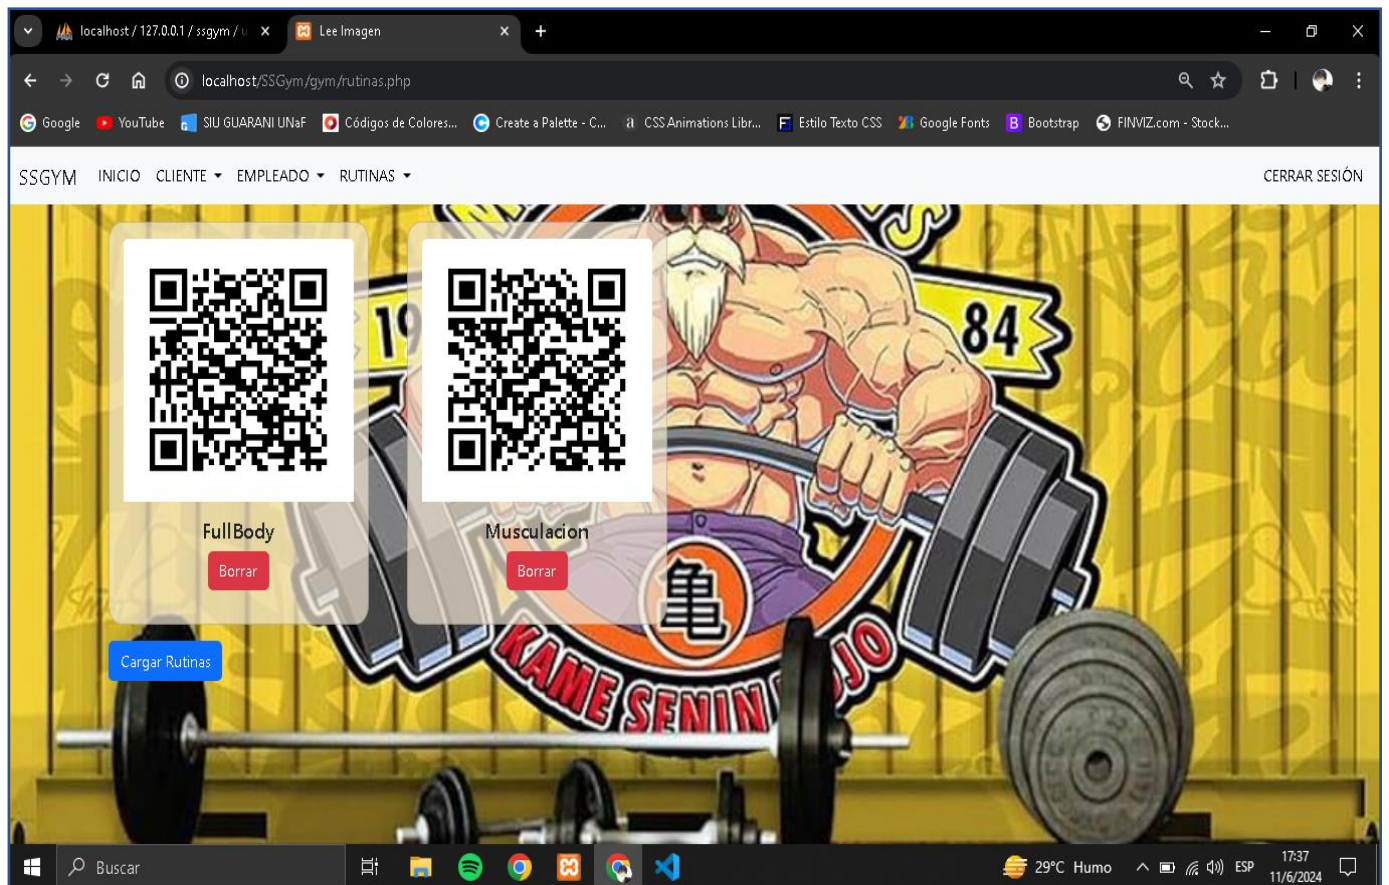 localhost / 127.0.0.1 / ssgym / u
Lee Imagen
localhost/SSGym/gym/rutinas.php
Google YouTube SIU GUARANI UNaF Códigos de Colores... Create a Palette - C... CSS Animations Libr... Estilo Texto CSS Google Fonts Bootstrap FINVIZ.com - Stock...
SSGYM INICIO CLIENTE EMPLEADO RUTINAS CERRAR SESIÓN
19 84
FullBody Musculacion
Borrar Borrar
亀
Cargar Rutinas
KAME SENIN JO
Buscar 29°C Humo ESP 17:37
11/6/2024